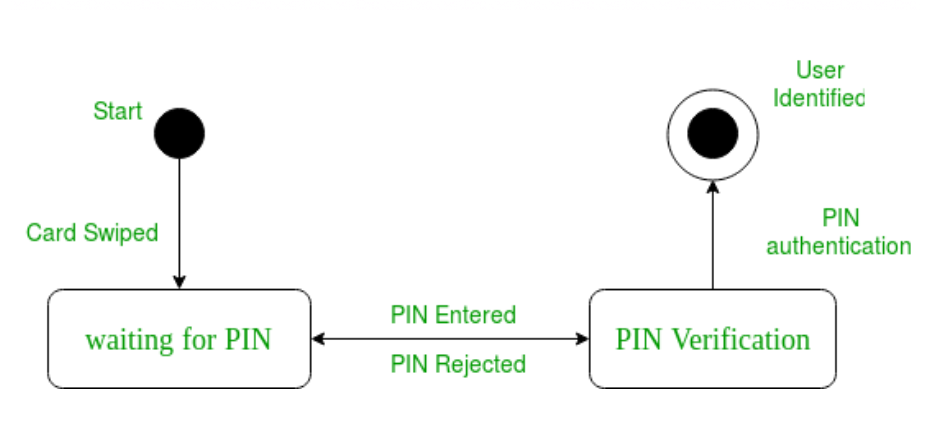 Start
User
Identified
Card Swiped
PIN
authentication
waiting for PIN
PIN Entered
PIN Rejected
PIN Verification